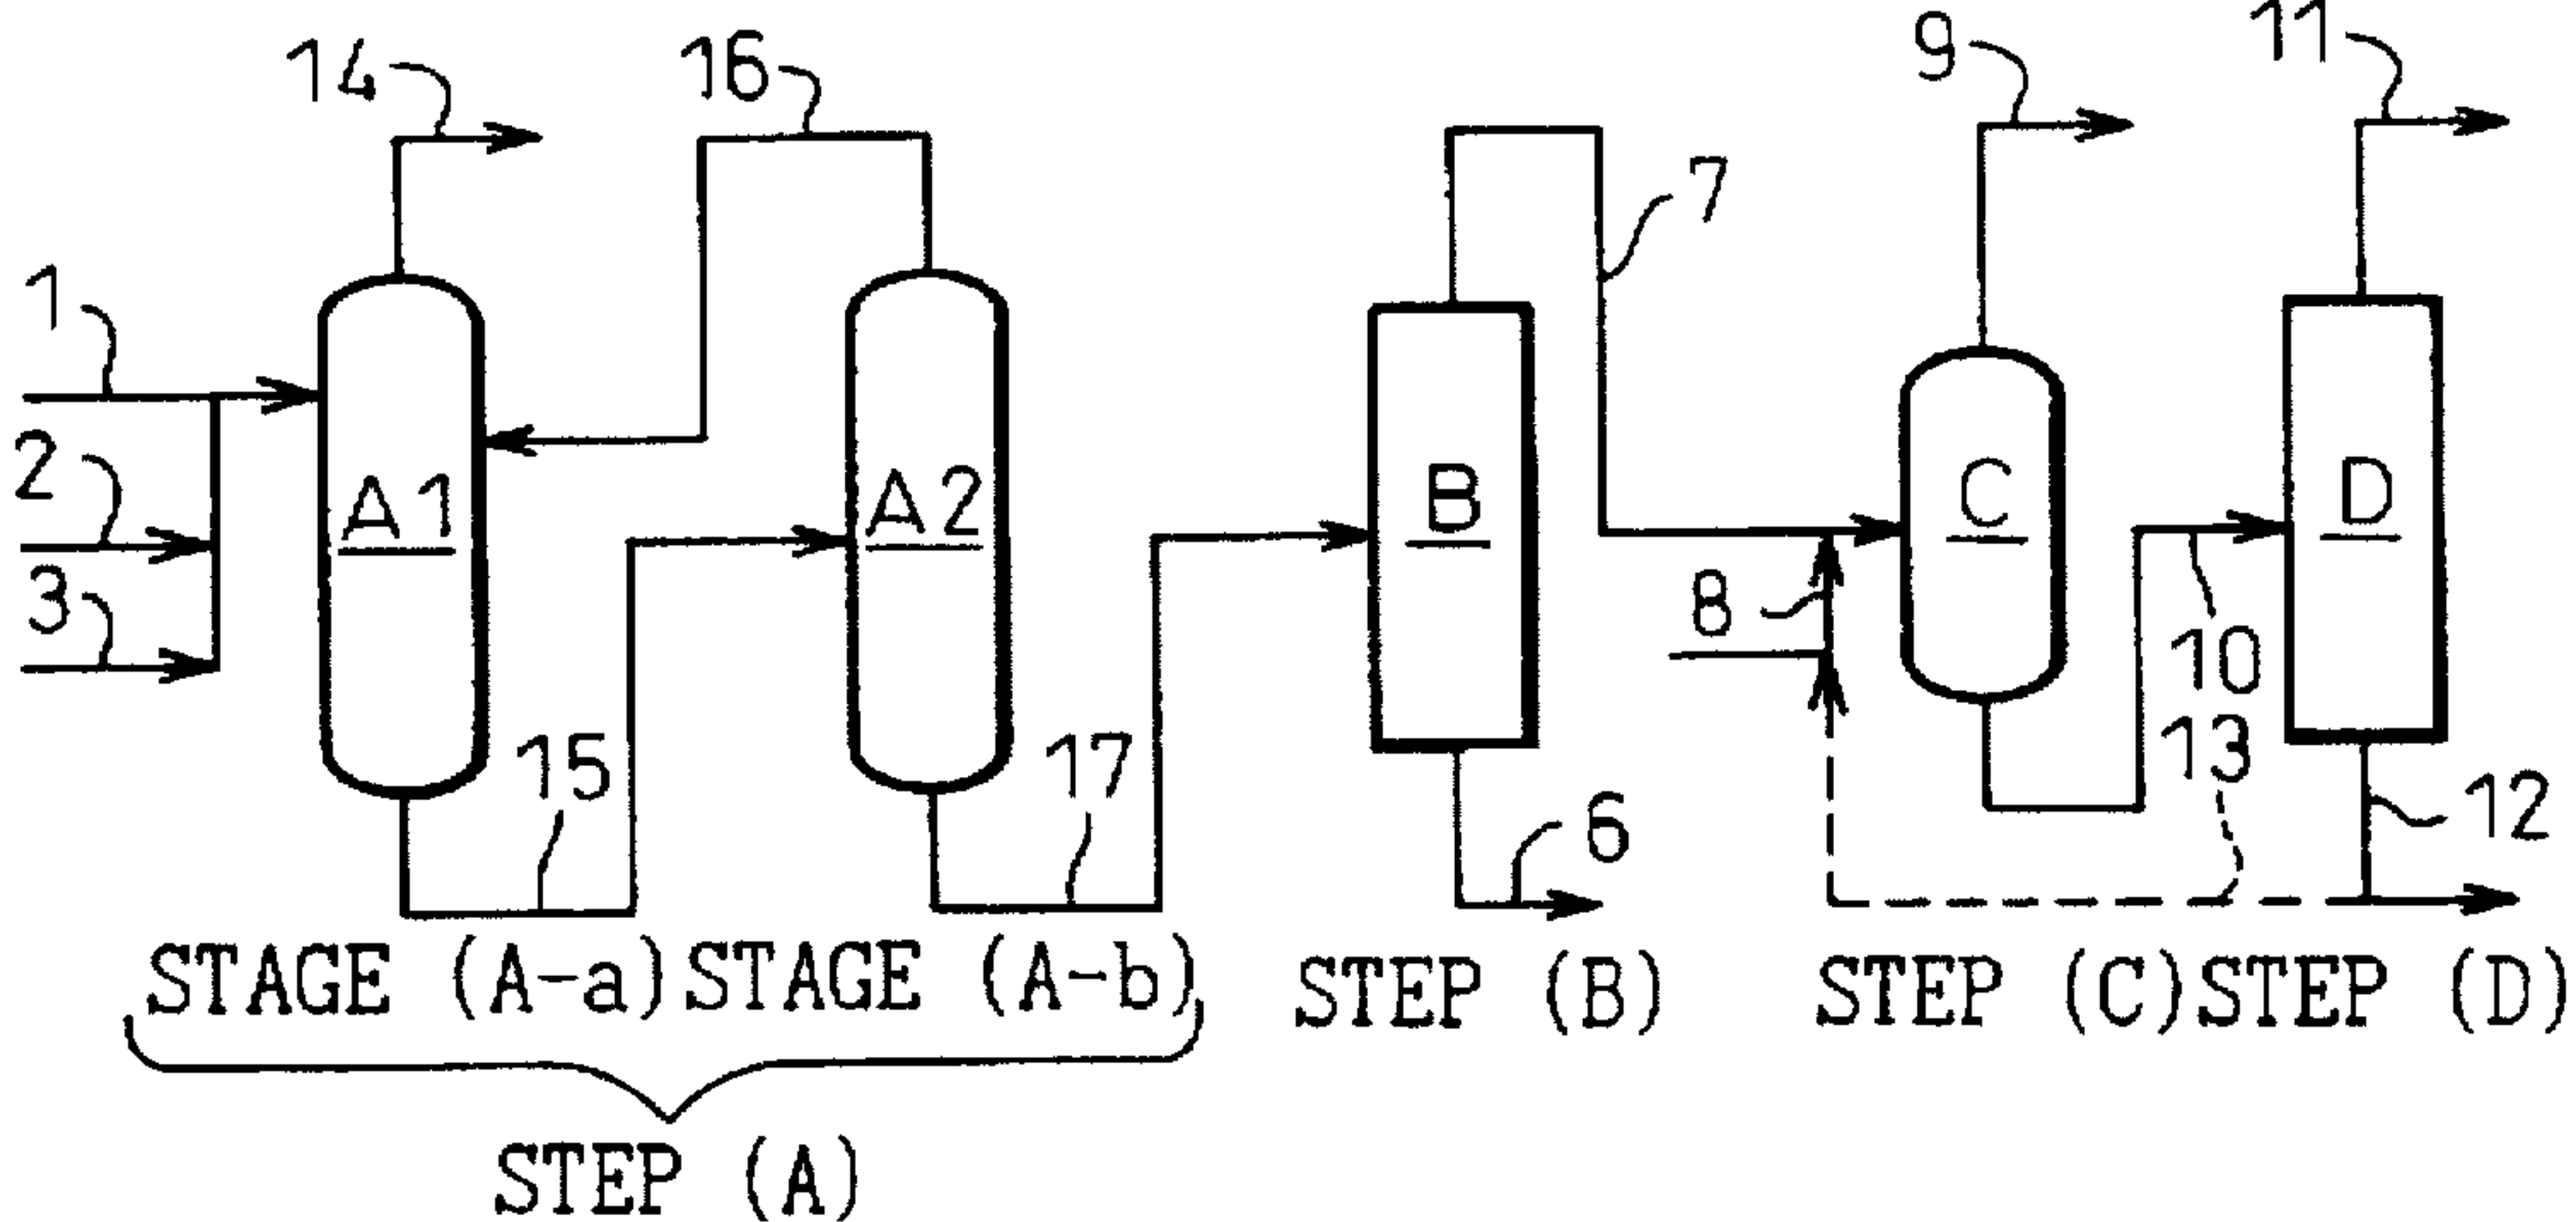 14 16 9 11
1 7
2 A1 A2 B C D
3 8 10
15 17 13
6 12
STAGE (A-a) STAGE (A-b) STEP (B) STEP (C) STEP (D)
STEP (A)